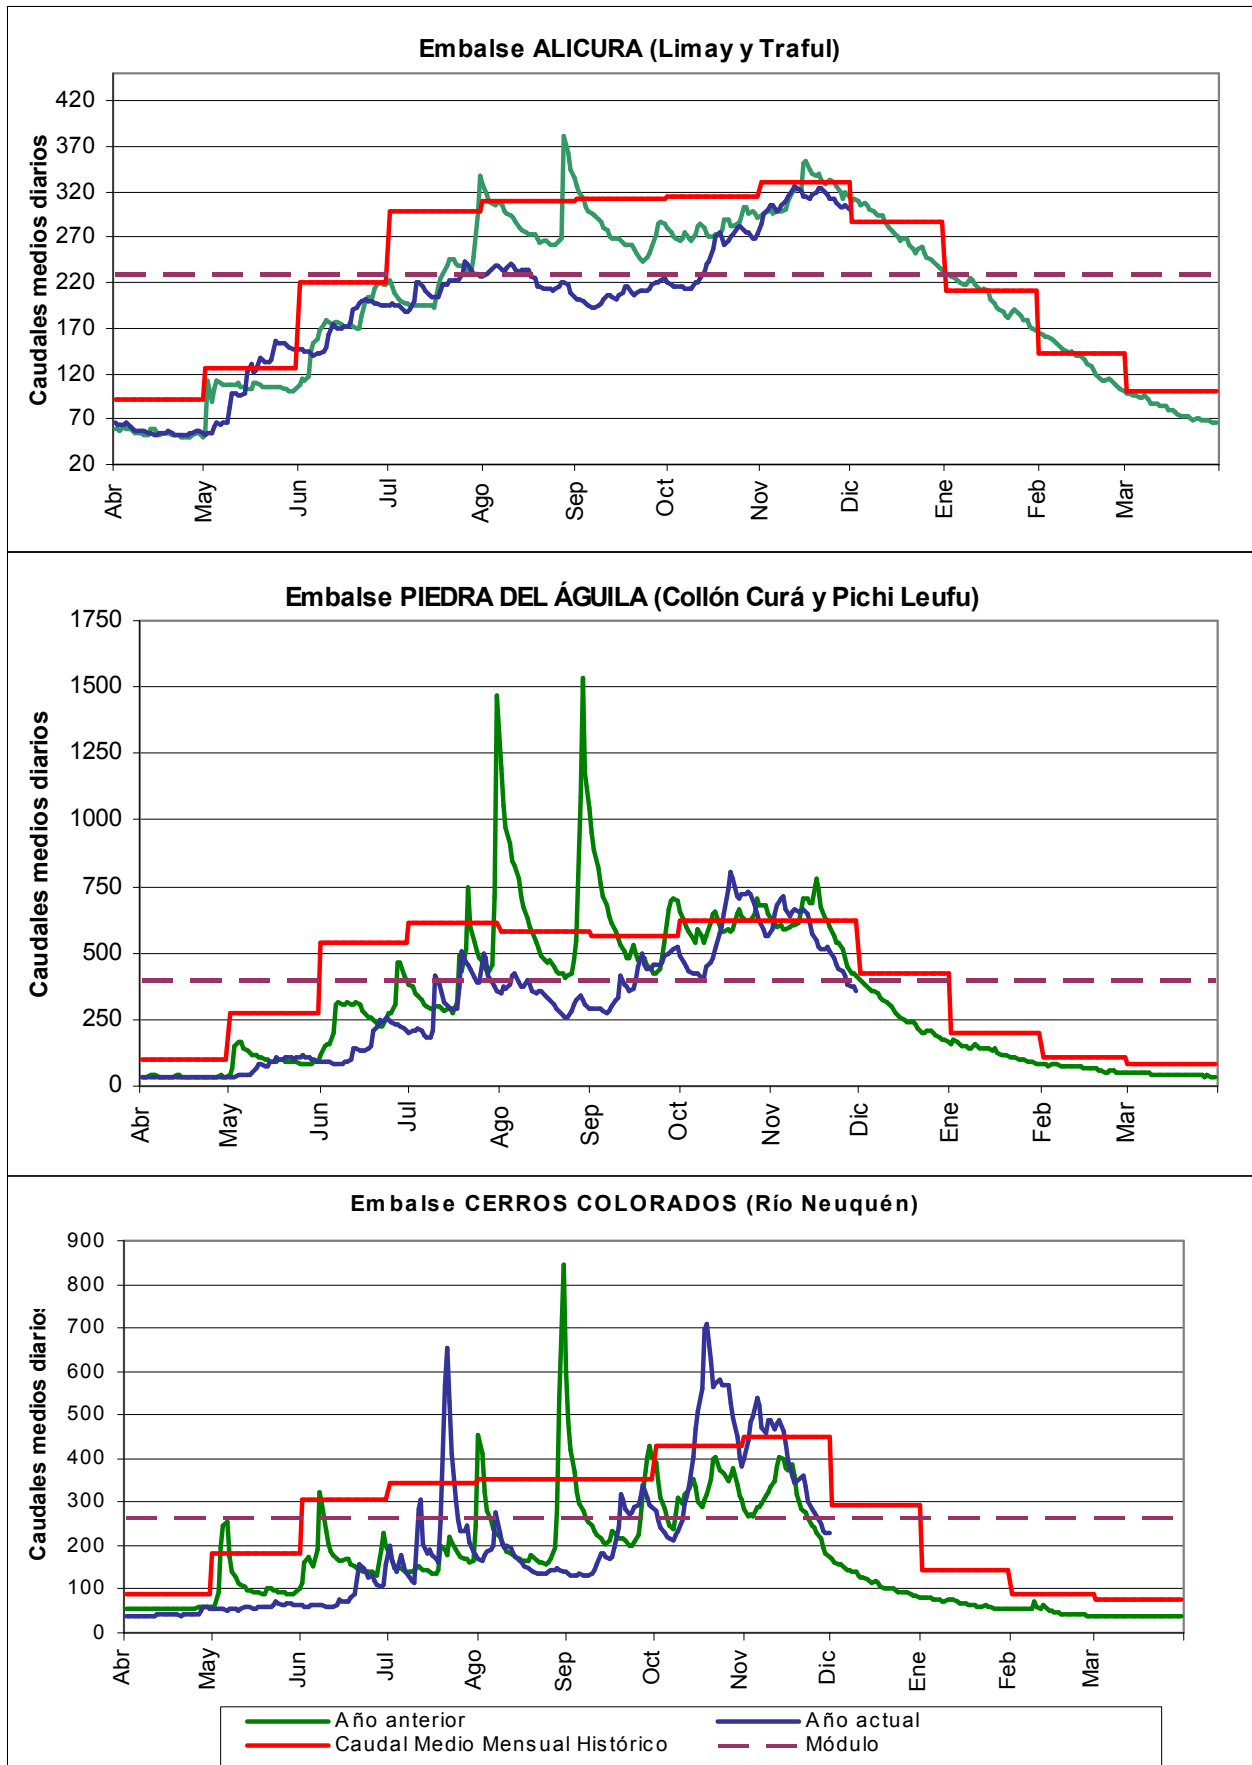 Embalse ALICURA (Limay y Traful)
Caudales medios diarios
420
370
320
270
220
170
120
70
20
Abr May Jun Jul Ago Sep Oct Nov Dic Ene Feb Mar
Embalse PIEDRA DEL ÁGUILA (Collón Curá y Pichi Leufu)
Caudales medios diarios
1750
1500
1250
1000
750
500
250
0
Abr May Jun Jul Ago Sep Oct Nov Dic Ene Feb Mar
Embalse CERROS COLORADOS (Río Neuquén)
Caudales medios diarios
900
800
700
600
500
400
300
200
100
0
Abr May Jun Jul Ago Sep Oct Nov Dic Ene Feb Mar
Año anterior Año actual
Caudal Medio Mensual Histórico Módulo